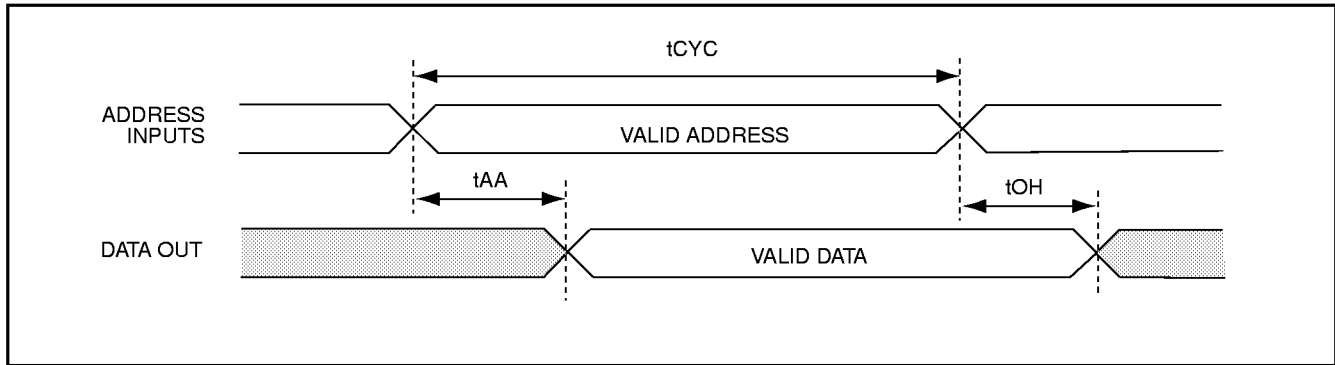 tCYC
ADDRESS
INPUTS
VALID ADDRESS
tAA
tOH
DATA OUT
VALID DATA